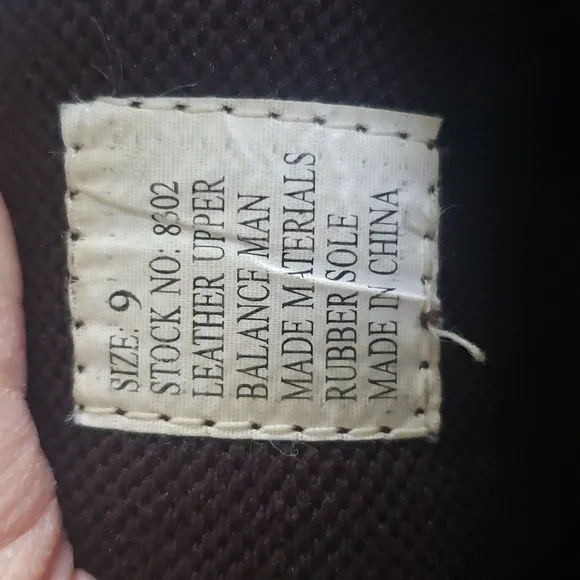 SIZE: 9
STOCK NO: 8302
LEATHER UPPER
BALANCE MAN
MADE MATERIALS
RUBBER SOLE
MADE IN CHINA